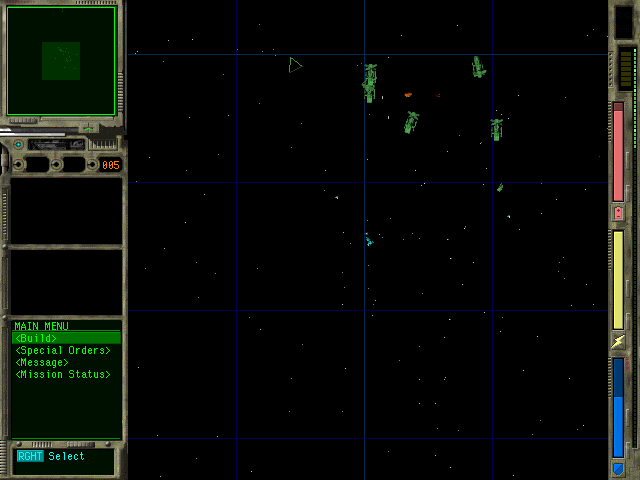 005
MAIN MENU
<Build>
<Special Orders>
<Message>
<Mission Status>
RGHT Select